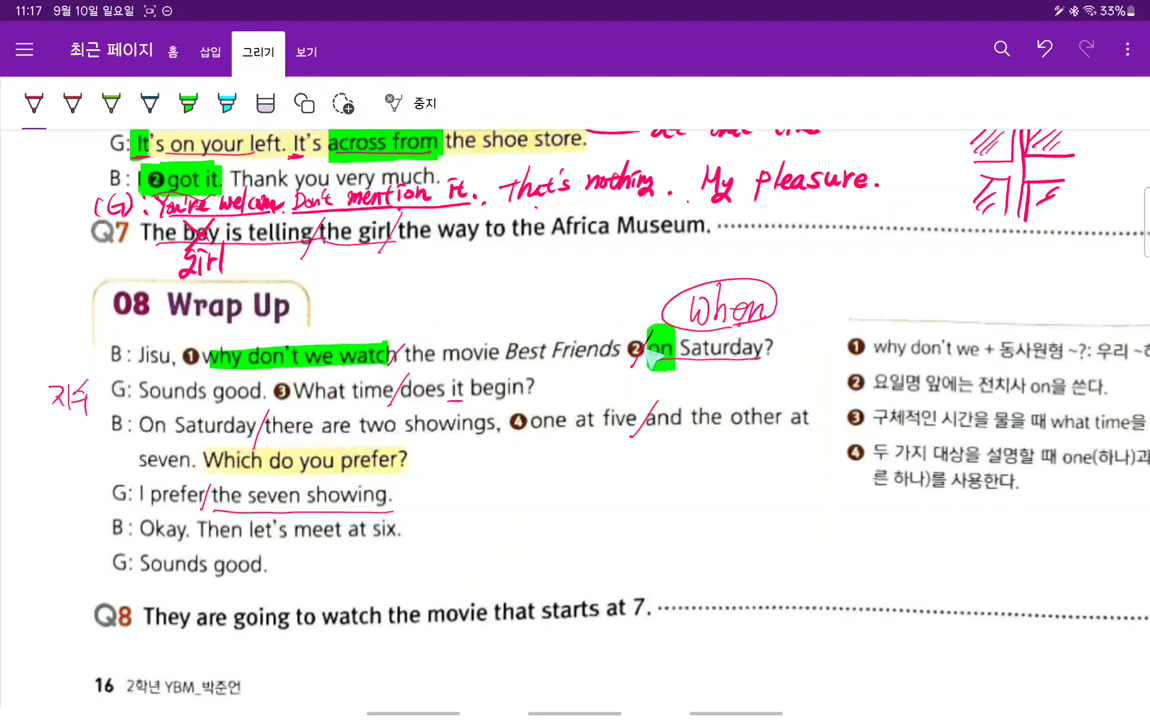 11:17 9월 10일 일요일 33%
최근 페이지 홈 삽입 그리기 보기
중지
G: It's on your left. It's across from the shoe store.
B: I ❷got it. Thank you very much.
(G): You're welcom. Don't mention it. That's nothing. My pleasure.
Q7 The boy is telling the girl the way to the Africa Museum.
girl
08 Wrap Up
when
B: Jisu, ❶why don't we watch the movie Best Friends ❷on Saturday?
지수 G: Sounds good. ❸What time does it begin?
B: On Saturday there are two showings, ❹one at five and the other at
seven. Which do you prefer?
G: I prefer the seven showing.
B: Okay. Then let's meet at six.
G: Sounds good.
❶ why don't we + 동사원형 ~?: 우리 ~
❷ 요일명 앞에는 전치사 on을 쓴다.
❸ 구체적인 시간을 물을 때 what time을
❹ 두 가지 대상을 설명할 때 one(하나)과
른 하나)를 사용한다.
Q8 They are going to watch the movie that starts at 7.
16 2학년 YBM_박준언